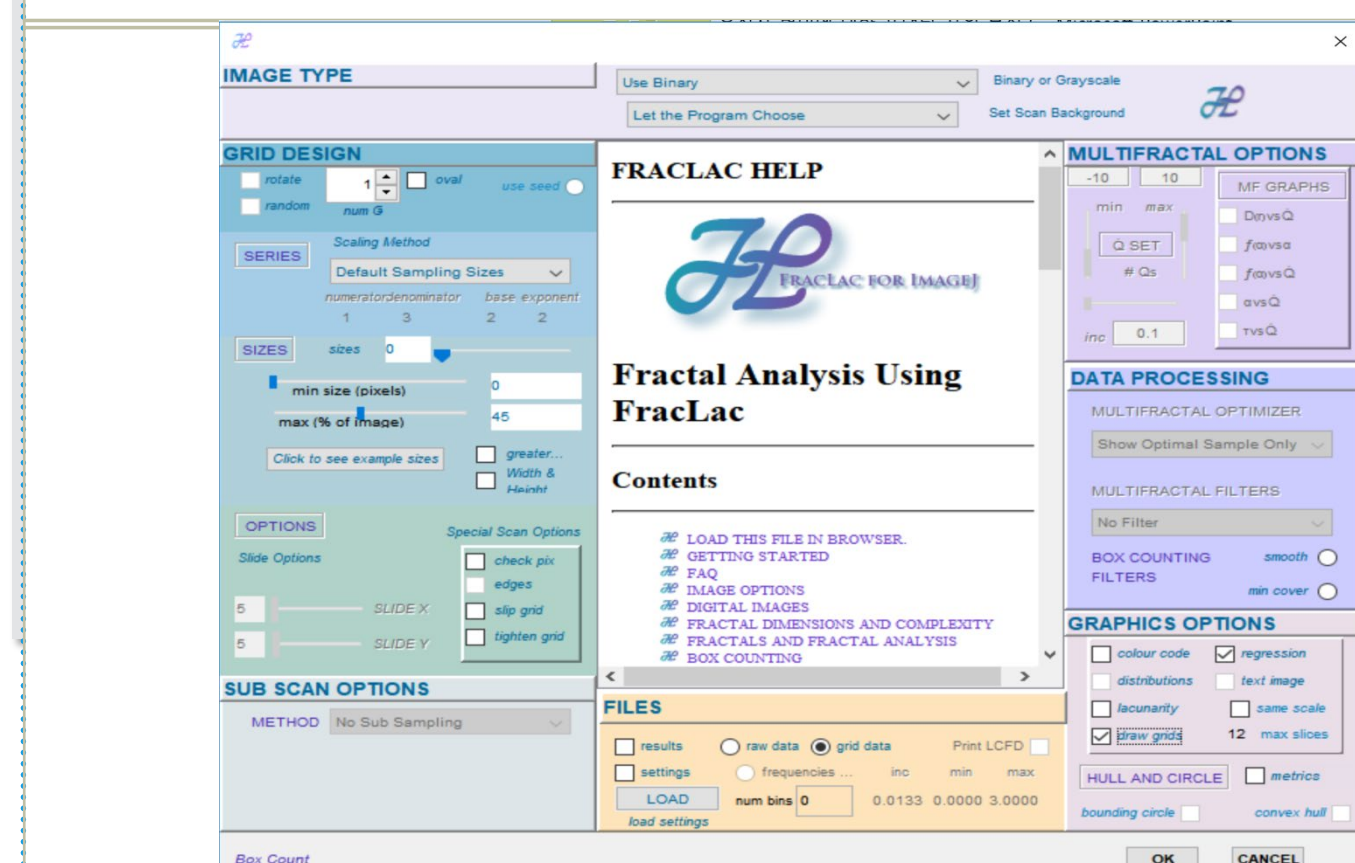 IMAGE TYPE
Use Binary
Binary or Grayscale
Let the Program Choose
Set Scan Background
GRID DESIGN
rotate
1
oval
use seed
random
num G
SERIES
Scaling Method
Default Sampling Sizes
numerator denominator base exponent
1 3 2 2
SIZES
sizes
0
min size (pixels)
0
max (% of image)
45
Click to see example sizes
greater...
Width &
Height
OPTIONS
Special Scan Options
Slide Options
check pix
edges
5
SLIDE X
slip grid
5
SLIDE Y
tighten grid
SUB SCAN OPTIONS
METHOD
No Sub Sampling
FRACLAC HELP
FRACLAC FOR IMAGEJ
Fractal Analysis Using
FracLac
Contents
LOAD THIS FILE IN BROWSER.
GETTING STARTED
FAQ
IMAGE OPTIONS
DIGITAL IMAGES
FRACTAL DIMENSIONS AND COMPLEXITY
FRACTALS AND FRACTAL ANALYSIS
BOX COUNTING
FILES
results
raw data
grid data
Print LCFD
settings
frequencies ...
inc min max
LOAD
num bins 0
0.0133 0.0000 3.0000
load settings
MULTIFRACTAL OPTIONS
-10 10
MF GRAPHS
min max
D(n)vsQ
Q SET
f(α)vsα
# Qs
f(α)vsQ
αvsQ
inc 0.1
τvsQ
DATA PROCESSING
MULTIFRACTAL OPTIMIZER
Show Optimal Sample Only
MULTIFRACTAL FILTERS
No Filter
BOX COUNTING
FILTERS
smooth
min cover
GRAPHICS OPTIONS
colour code
regression
distributions
text image
lacunarity
same scale
draw grids
12 max slices
HULL AND CIRCLE
metrics
bounding circle
convex hull
Box Count
OK
CANCEL